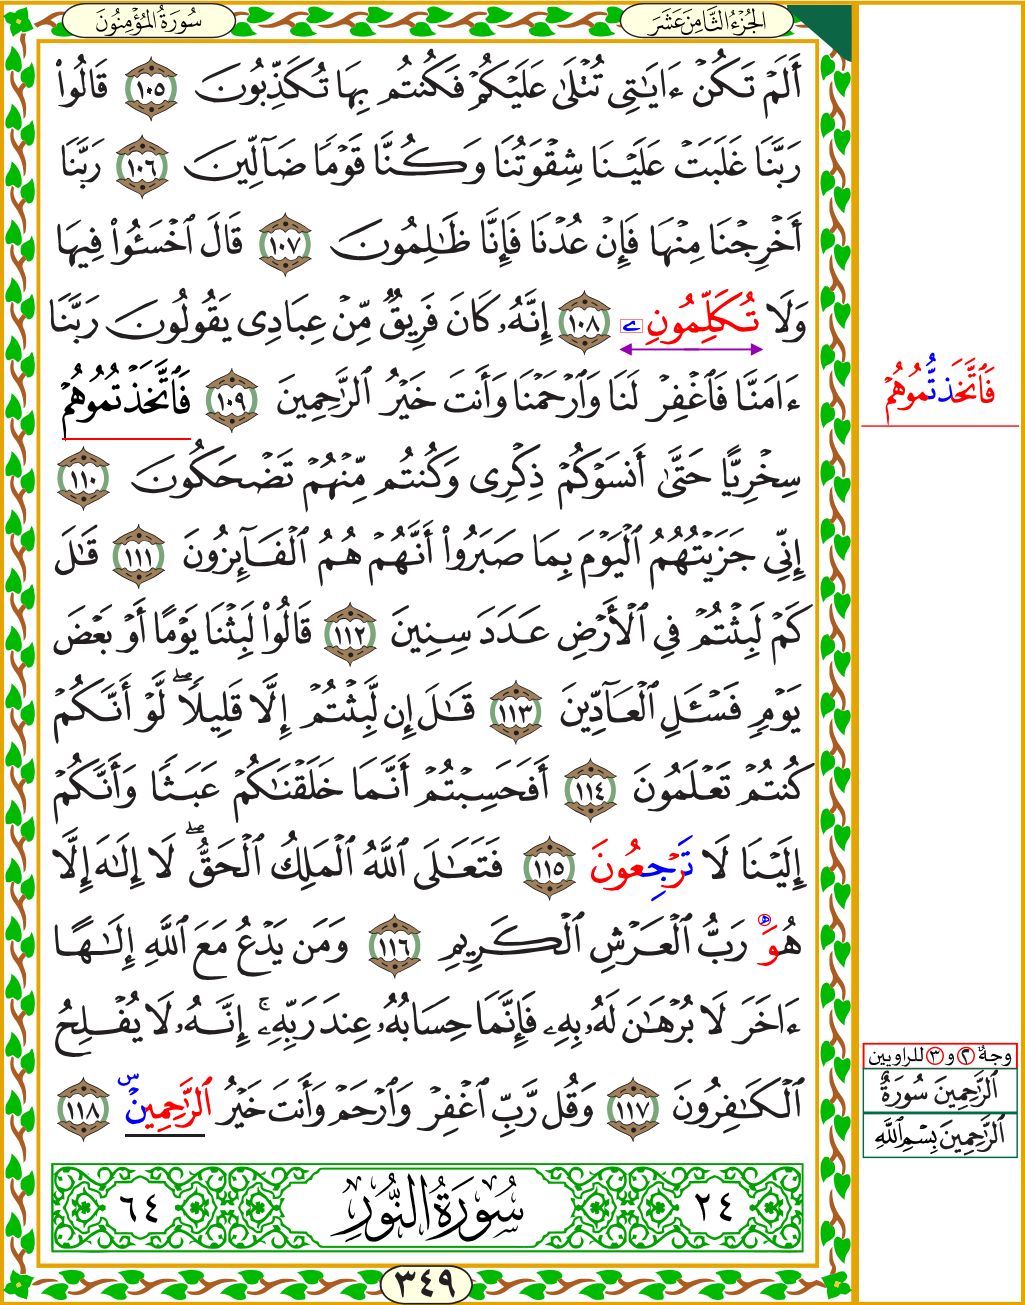 سُورَةُ المُؤْمِنُونَ
الجُزْءُ الثَّامِنَ عَشَرَ
أَلَمْ تَكُنْ ءَايَٰتِى تُتْلَىٰ عَلَيْكُمْ فَكُنتُم بِهَا تُكَذِّبُونَ ١٠٥ قَالُوا۟
رَبَّنَا غَلَبَتْ عَلَيْنَا شِقْوَتُنَا وَكُنَّا قَوْمًا ضَآلِّينَ ١٠٦ رَبَّنَآ
أَخْرِجْنَا مِنْهَا فَإِنْ عُدْنَا فَإِنَّا ظَٰلِمُونَ ١٠٧ قَالَ ٱخْسَـُٔوا۟ فِيهَا
وَلَا تُكَلِّمُونِۦ ١٠٨ إِنَّهُۥ كَانَ فَرِيقٌ مِّنْ عِبَادِى يَقُولُونَ رَبَّنَآ
ءَامَنَّا فَٱغْفِرْ لَنَا وَٱرْحَمْنَا وَأَنتَ خَيْرُ ٱلرَّٰحِمِينَ ١٠٩ فَٱتَّخَذتُمُوهُمْ
فَٱتَّخَذتُّمُوهُمْ
سِخْرِيًّا حَتَّىٰٓ أَنسَوْكُمْ ذِكْرِى وَكُنتُم مِّنْهُمْ تَضْحَكُونَ ١١٠
إِنِّى جَزَيْتُهُمُ ٱلْيَوْمَ بِمَا صَبَرُوٓا۟ أَنَّهُمْ هُمُ ٱلْفَآئِزُونَ ١١١ قَٰلَ
كَمْ لَبِثْتُمْ فِى ٱلْأَرْضِ عَدَدَ سِنِينَ ١١٢ قَالُوا۟ لَبِثْنَا يَوْمًا أَوْ بَعْضَ
يَوْمٍ فَسْـَٔلِ ٱلْعَآدِّينَ ١١٣ قَٰلَ إِن لَّبِثْتُمْ إِلَّا قَلِيلًا ۖ لَّوْ أَنَّكُمْ
كُنتُمْ تَعْلَمُونَ ١١٤ أَفَحَسِبْتُمْ أَنَّمَا خَلَقْنَٰكُمْ عَبَثًا وَأَنَّكُمْ
إِلَيْنَا لَا تَرْجِعُونَ ١١٥ فَتَعَٰلَى ٱللَّهُ ٱلْمَلِكُ ٱلْحَقُّ ۖ لَآ إِلَٰهَ إِلَّا
هُوَ رَبُّ ٱلْعَرْشِ ٱلْكَرِيمِ ١١٦ وَمَن يَدْعُ مَعَ ٱللَّهِ إِلَٰهًا
ءَاخَرَ لَا بُرْهَٰنَ لَهُۥ بِهِۦ فَإِنَّمَا حِسَابُهُۥ عِندَ رَبِّهِۦٓ ۚ إِنَّهُۥ لَا يُفْلِحُ
ٱلْكَٰفِرُونَ ١١٧ وَقُل رَّبِّ ٱغْفِرْ وَٱرْحَمْ وَأَنتَ خَيْرُ ٱلرَّٰحِمِينَ ١١٨
وجهٌ ٢ و ٣ للراويين
ٱلرَّٰحِمِينَ سُورَةٌ
ٱلرَّٰحِمِينَ بِسْمِ ٱللَّهِ
٢٤ سُورَةُ النُّورِ ٦٤
٣٤٩